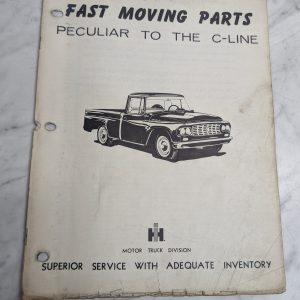 FAST MOVING PARTS
PECULIAR TO THE C-LINE
IH
MOTOR TRUCK DIVISION
SUPERIOR SERVICE WITH ADEQUATE INVENTORY